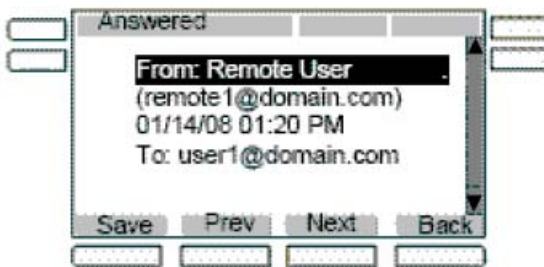 Answered
From: Remote User .
(remote1@domain.com)
01/14/08 01:20 PM
To: user1@domain.com
Save Prev Next Back